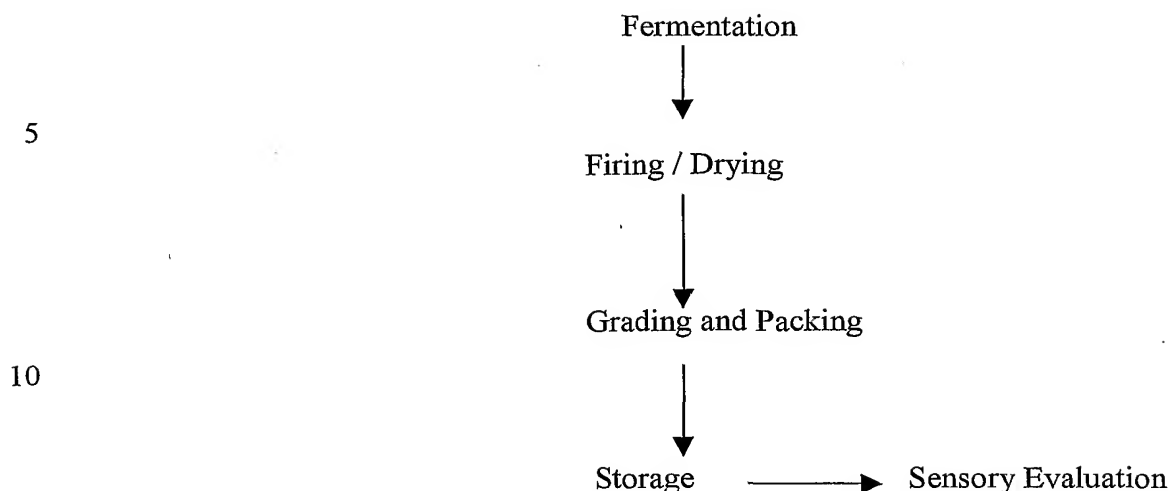 Fermentation
5
Firing / Drying
Grading and Packing
10
Storage Sensory Evaluation